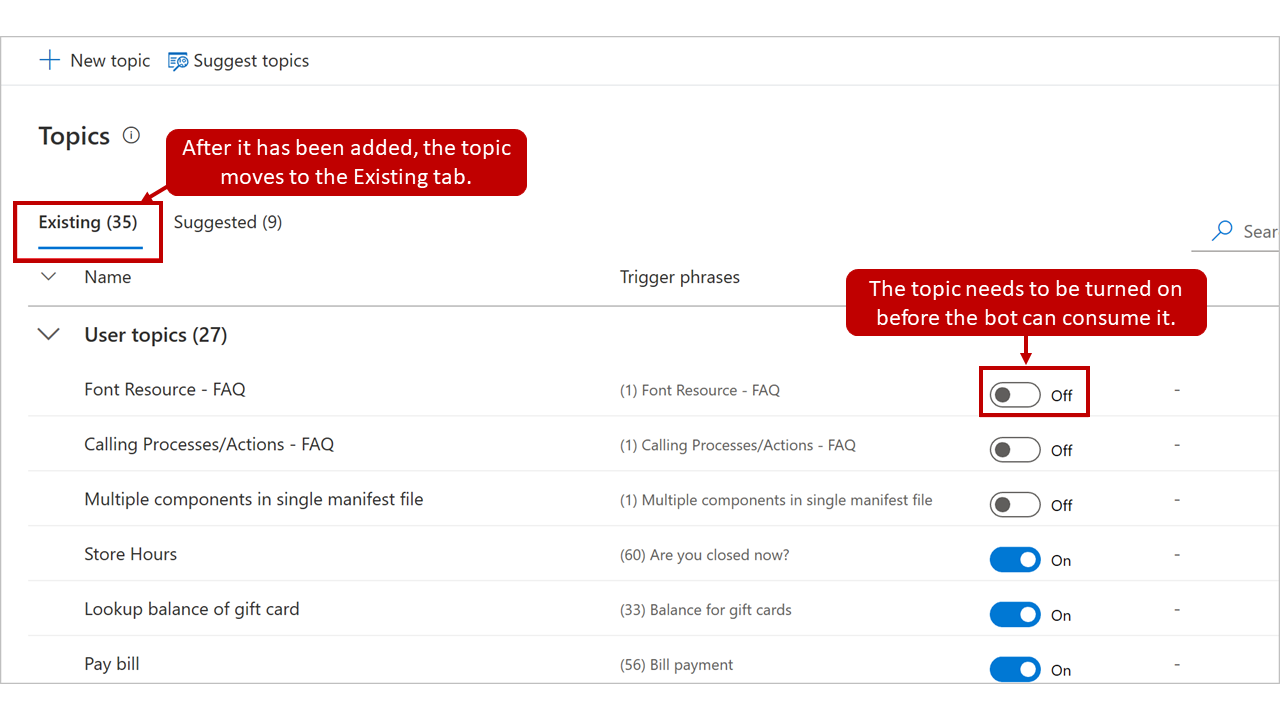 New topic Suggest topics
Topics
After it has been added, the topic
moves to the Existing tab.
Existing (35) Suggested (9)
Name Trigger phrases
The topic needs to be turned on
before the bot can consume it.
User topics (27)
Font Resource - FAQ (1) Font Resource - FAQ Off -
Calling Processes/Actions - FAQ (1) Calling Processes/Actions - FAQ Off -
Multiple components in single manifest file (1) Multiple components in single manifest file Off -
Store Hours (60) Are you closed now? On -
Lookup balance of gift card (33) Balance for gift cards On -
Pay bill (56) Bill payment On -